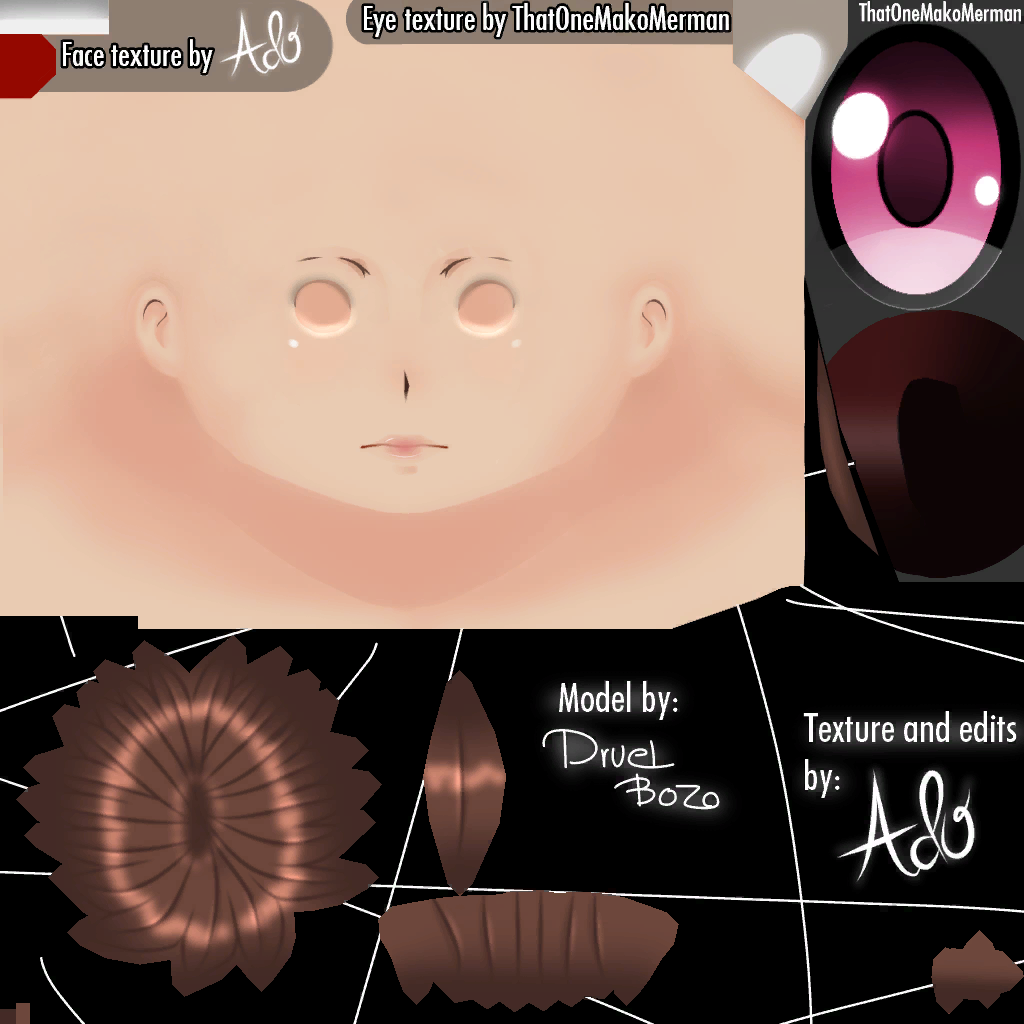 Face texture by Ado
Eye texture by ThatOneMakoMerman
ThatOneMakoMerman
Model by:
Druel
Bozo
Texture and edits
by:
Ado